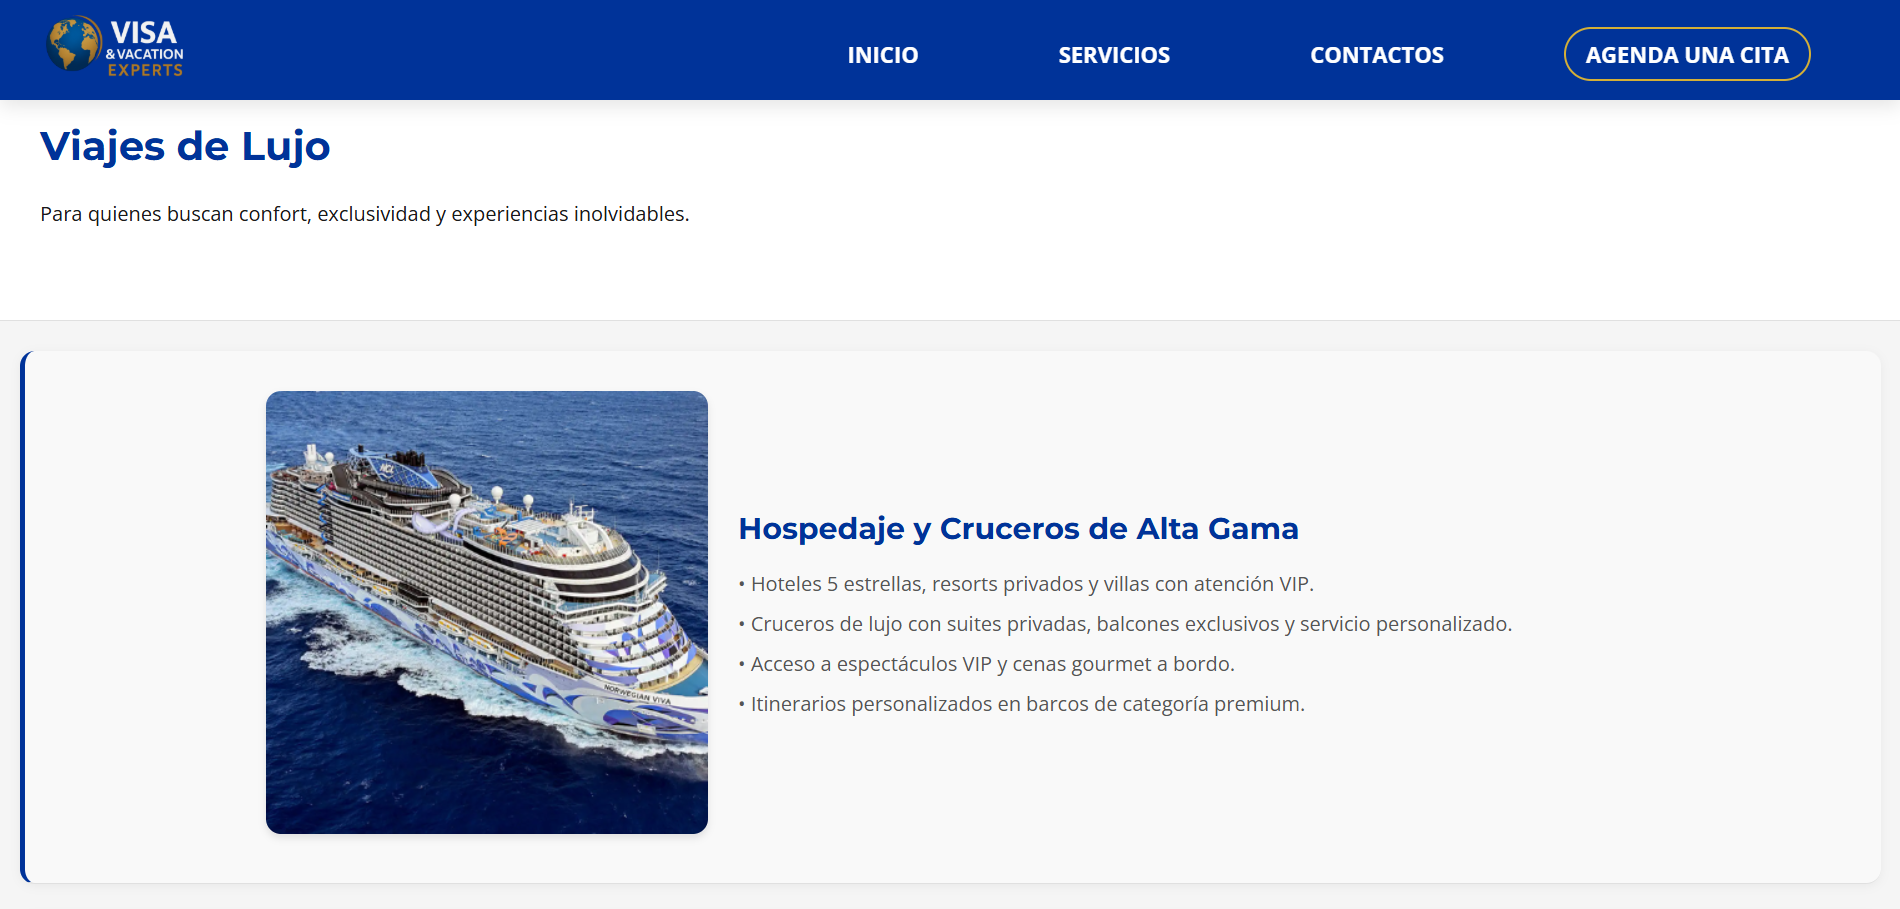 VISA
& VACATION
EXPERTS
INICIO
SERVICIOS
CONTACTOS
AGENDA UNA CITA
Viajes de Lujo
Para quienes buscan confort, exclusividad y experiencias inolvidables.
NCL
NORWEGIAN VIVA
Hospedaje y Cruceros de Alta Gama
• Hoteles 5 estrellas, resorts privados y villas con atención VIP.
• Cruceros de lujo con suites privadas, balcones exclusivos y servicio personalizado.
• Acceso a espectáculos VIP y cenas gourmet a bordo.
• Itinerarios personalizados en barcos de categoría premium.